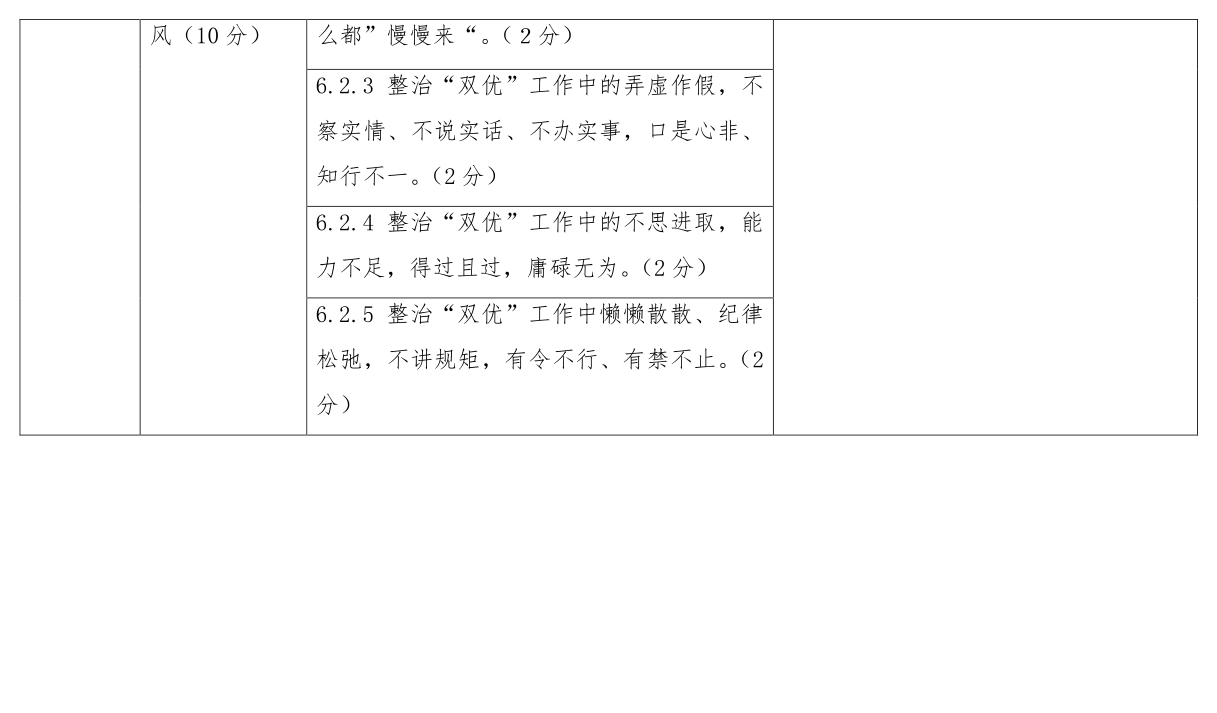 风（10 分）
么都”慢慢来“。（ 2 分）
6.2.3 整治“双优”工作中的弄虚作假，不
察实情、不说实话、不办实事，口是心非、
知行不一。（2 分）
6.2.4 整治“双优”工作中的不思进取，能
力不足，得过且过，庸碌无为。（2 分）
6.2.5 整治“双优”工作中懒懒散散、纪律
松弛，不讲规矩，有令不行、有禁不止。（2
分）